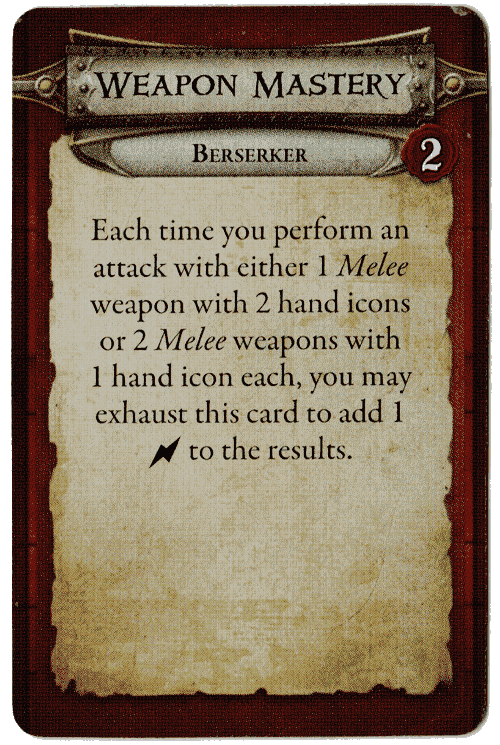 Weapon Mastery
Berserker
2
Each time you perform an
attack with either 1 Melee
weapon with 2 hand icons
or 2 Melee weapons with
1 hand icon each, you may
exhaust this card to add 1
to the results.